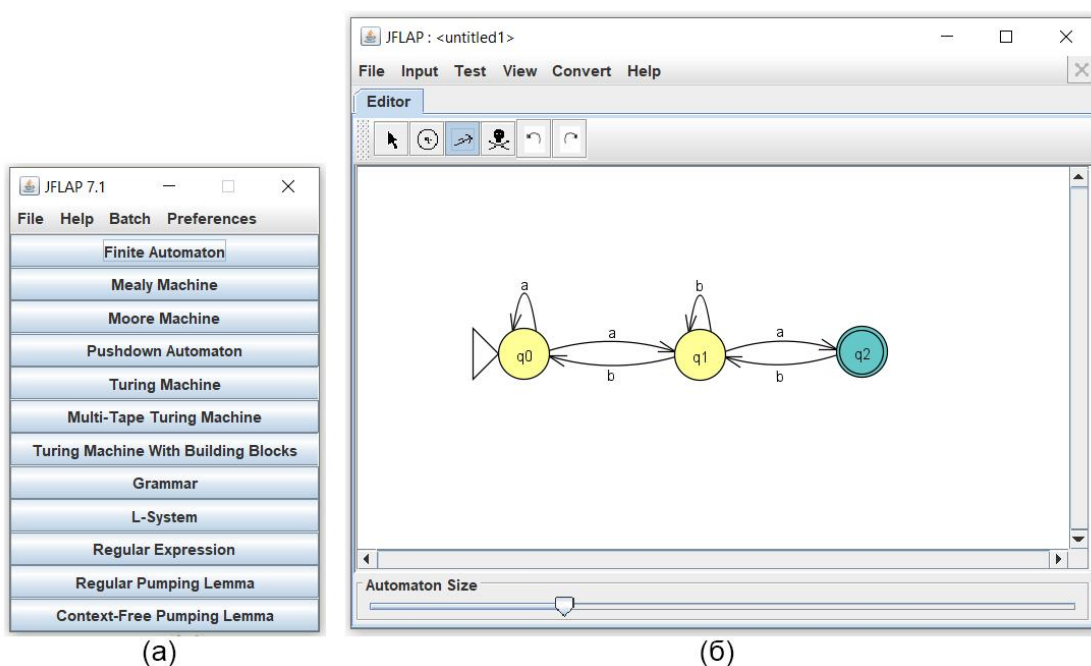 JFLAP 7.1
File Help Batch Preferences
Finite Automaton
Mealy Machine
Moore Machine
Pushdown Automaton
Turing Machine
Multi-Tape Turing Machine
Turing Machine With Building Blocks
Grammar
L-System
Regular Expression
Regular Pumping Lemma
Context-Free Pumping Lemma
(а)
JFLAP : <untitled1>
File Input Test View Convert Help
Editor
a b
a a
q0 q1 q2
b b
Automaton Size
(б)